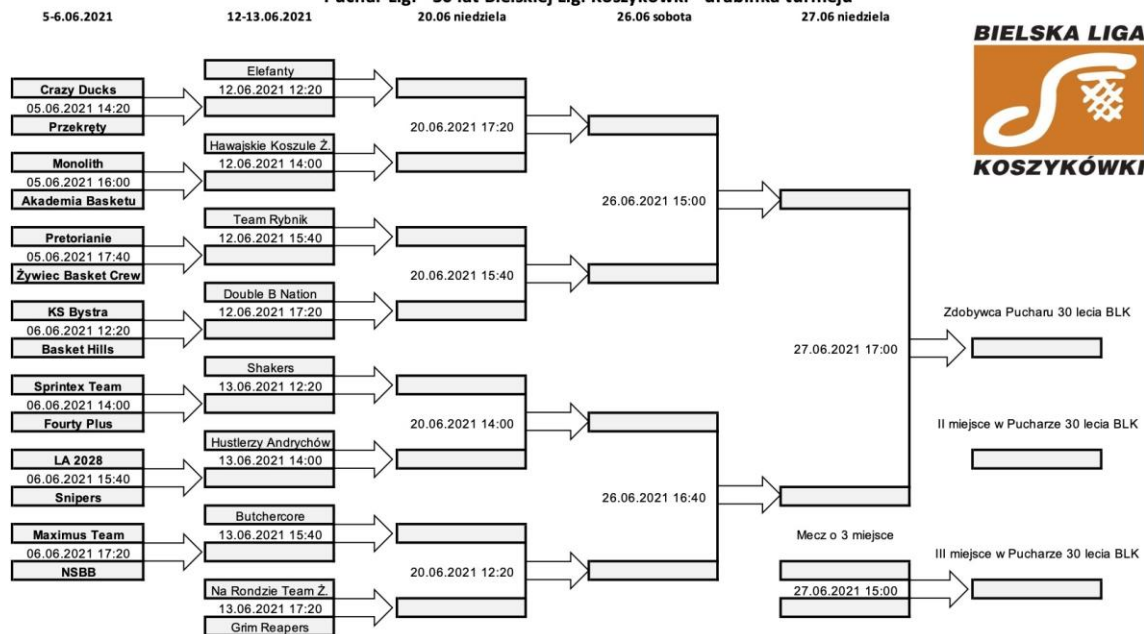 Puchar Ligi - 30 lat Bielskiej Ligi Koszykówki - drabinka turnieju
5-6.06.2021
12-13.06.2021
20.06 niedziela
26.06 sobota
27.06 niedziela
BIELSKA LIGA
KOSZYKÓWKI
Crazy Ducks
05.06.2021 14:20
Przekręty
Monolith
05.06.2021 16:00
Akademia Basketu
Pretorianie
05.06.2021 17:40
Żywiec Basket Crew
KS Bystra
06.06.2021 12:20
Basket Hills
Sprintex Team
06.06.2021 14:00
Fourty Plus
LA 2028
06.06.2021 15:40
Snipers
Maximus Team
06.06.2021 17:20
NSBB
Elefanty
12.06.2021 12:20
Hawajskie Koszule Ż.
12.06.2021 14:00
Team Rybnik
12.06.2021 15:40
Double B Nation
12.06.2021 17:20
Shakers
13.06.2021 12:20
Hustlerzy Andrychów
13.06.2021 14:00
Butchercore
13.06.2021 15:40
Na Rondzie Team Ż.
13.06.2021 17:20
Grim Reapers
20.06.2021 17:20
20.06.2021 15:40
20.06.2021 14:00
20.06.2021 12:20
26.06.2021 15:00
26.06.2021 16:40
27.06.2021 17:00
Mecz o 3 miejsce
27.06.2021 15:00
Zdobywca Pucharu 30 lecia BLK
II miejsce w Pucharze 30 lecia BLK
III miejsce w Pucharze 30 lecia BLK